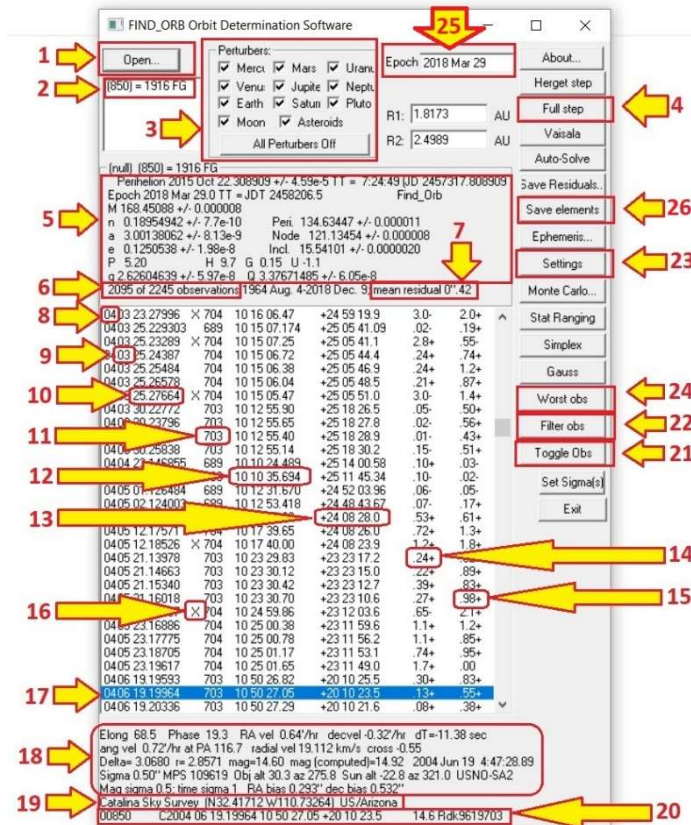 25
FIND_ORB Orbit Determination Software
1
Open...
Perturbers:
Mars
Earth
Pluto
Moon
Asteroids
All Perturbers Off
Epoch 2018 Mar 29
About...
2
(850) = 1916 FG
3
R1: 1.8173 AU
R2: 2.4989 AU
Herget step
Full step
4
Vaisala
Auto-Solve
Save Residuals..
Save elements
26
Ephemeris...
Settings
23
Monte Carlo...
Stat Ranging
Simplex
Gauss
Worst obs
24
Filter obs
22
Toggle Obs
21
Set Sigma(s)
Exit
(null) (850) = 1916 FG
Perihelion 2015 Oct 22.308909 +/- 4.59e-5 TT = 7:24:49 (JD 2457317.808909
5
Epoch 2018 Mar 29.0 TT = JDT 2458206.5 Find_Orb
M 168.45088 +/- 0.000008
n 0.18954942 +/- 7.7e-10 Peri. 134.63447 +/- 0.000011
a 3.00138062 +/- 8.13e-9 Node 121.13454 +/- 0.000008
e 0.1250538 +/- 1.98e-8 Incl. 15.54101 +/- 0.0000020
P 5.20 H 9.7 G 0.15 U -1.1
q 2.62604639 +/- 5.97e-8 Q 3.37671485 +/- 6.05e-8
7
6
2095 of 2245 observations 1964 Aug. 4-2018 Dec. 9; mean residual 0".42
8
0403 23.27996 X 704 10 16 06.47 +24 59 19.9 3.0- 2.0+
0403 25.229303 689 10 15 07.174 +25 05 41.09 .02- .19+
0403 25.23289 X 704 10 15 07.25 +25 05 41.1 2.8+ .55-
9
0403 25.24387 704 10 15 06.72 +25 05 44.4 .24+ .74+
0403 25.25484 704 10 15 06.38 +25 05 46.9 .24+ 1.2+
0403 25.26578 704 10 15 06.04 +25 05 48.5 .21+ .87+
10
25.27664 X 704 10 15 05.47 +25 05 51.0 3.0- 1.4+
0403 30.22772 703 10 12 55.90 +25 18 26.5 .05- .50+
30.23796 703 10 12 55.65 +25 18 27.8 .02- .56+
11
703 10 12 55.40 +25 18 28.9 .01- .43+
0403 30.25838 703 10 12 55.14 +25 18 30.2 .15- .51+
0404 689 10 10 24.489 +25 14 00.58 .10+ .03-
12
10 10 35.694 +25 11 45.34 .10- .02-
0405 01.126484 689 10 12 31.670 +24 52 03.96 .06- .05-
0405 02.124003 10 12 53.418 +24 48 43.67 .07- .17+
13
+24 08 28.0 .53+ .61+
0405 12.17571 704 10 17 39.65 +24 08 26.0 .72+ 1.3+
0405 12.18526 X 704 10 17 40.00 +24 08 23.9 1.2+ 1.8+
0405 21.13978 703 10 23 29.83 +23 23 17.2 .24+
14
0405 21.14663 703 10 23 30.12 +23 23 15.0 .22+ .89+
0405 21.15340 703 10 23 30.42 +23 23 12.7 .39+ .83+
21.16018 703 10 23 30.70 +23 23 10.6 .27+ .98+
15
16
X 704 10 24 59.86 +23 12 03.6 .65- 2.1+
0405 23.16886 704 10 25 00.38 +23 11 59.6 1.1+ 1.2+
0405 23.17775 704 10 25 00.78 +23 11 56.2 1.1+ .85+
0405 23.18705 704 10 25 01.17 +23 11 53.1 .74+ .95+
0405 23.19617 704 10 25 01.65 +23 11 49.0 1.7+ .00
0406 19.19593 703 10 50 26.82 +20 10 25.5 .30+ .83+
17
0406 19.19964 703 10 50 27.05 +20 10 23.5 .13+ .55+
0406 19.20336 703 10 50 27.29 +20 10 21.6 .08+ .38+
18
Elong 68.5 Phase 19.3 RA vel 0.64'/hr decvel -0.32'/hr dT=-11.38 sec
ang vel 0.72'/hr at PA 116.7 radial vel 19.112 km/s cross -0.55
Delta= 3.0680 r= 2.8571 mag=14.60 mag (computed)=14.92 2004 Jun 19 4:47:28.89
Sigma 0.50" MPS 109619 Obj alt 30.3 az 275.8 Sun alt -22.8 az 321.0 USNO-SA2
Mag sigma 0.5; time sigma 1 RA bias 0.293" dec bias 0.532"
19
Catalina Sky Survey (N32.41712 W110.73264) US/Arizona
00850 C2004 06 19.19964 10 50 27.05 +20 10 23.5 14.6 Rdk9619703
20